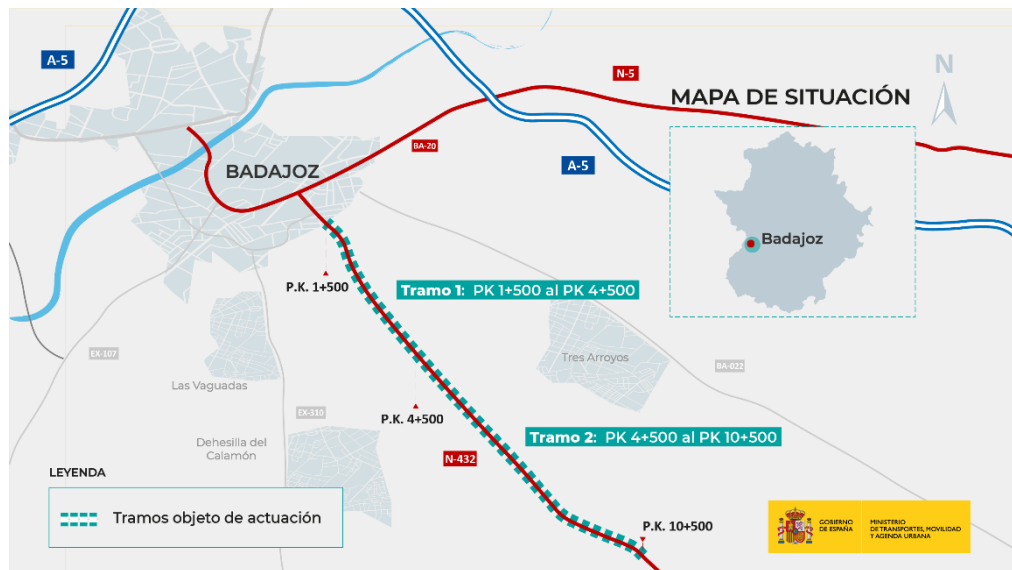 A-5
N-5
N
MAPA DE SITUACIÓN
BA-20
A-5
BADAJOZ
Badajoz
P.K. 1+500
Tramo 1: PK 1+500 al PK 4+500
EX-107
Tres Arroyos
BA-022
Las Vaguadas
EX-310
P.K. 4+500
Tramo 2: PK 4+500 al PK 10+500
Dehesilla del
Calamón
N-432
LEYENDA
Tramos objeto de actuación
P.K. 10+500
GOBIERNO
DE ESPAÑA
MINISTERIO
DE TRANSPORTES, MOVILIDAD
Y AGENDA URBANA